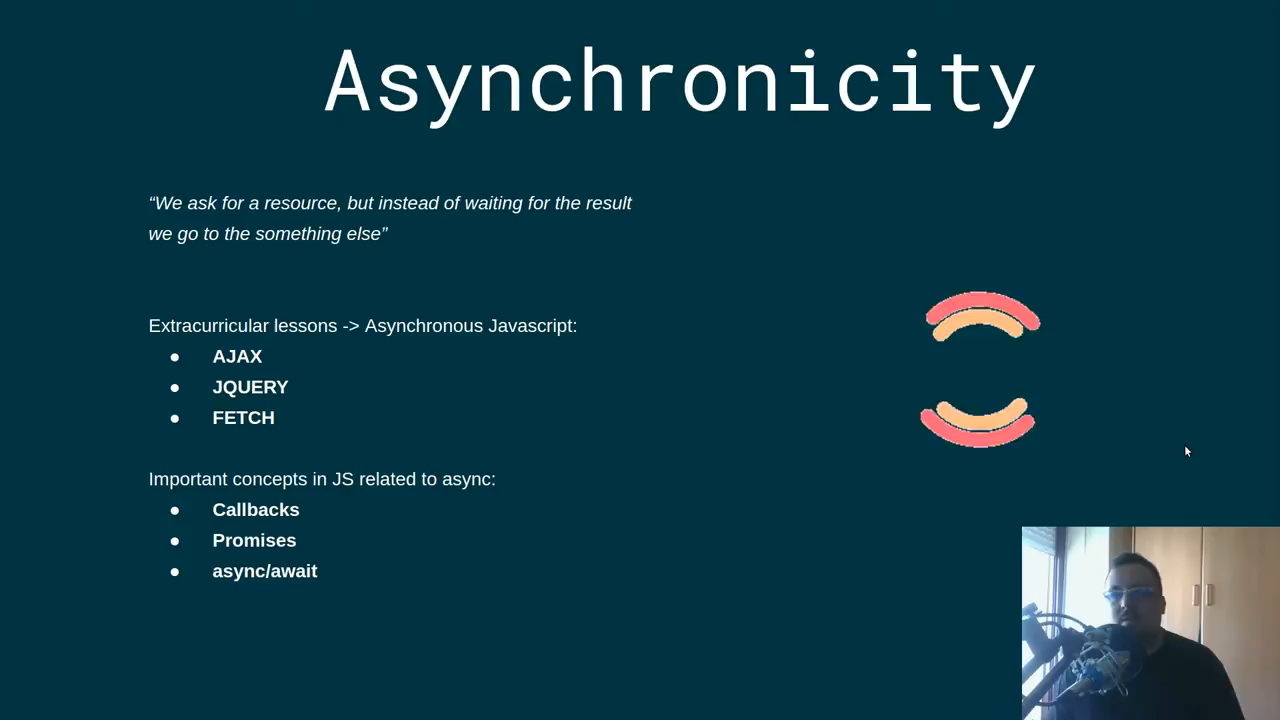 Asynchronicity
“We ask for a resource, but instead of waiting for the result
we go to the something else”
Extracurricular lessons -> Asynchronous Javascript:
● AJAX
● JQUERY
● FETCH
Important concepts in JS related to async:
● Callbacks
● Promises
● async/await